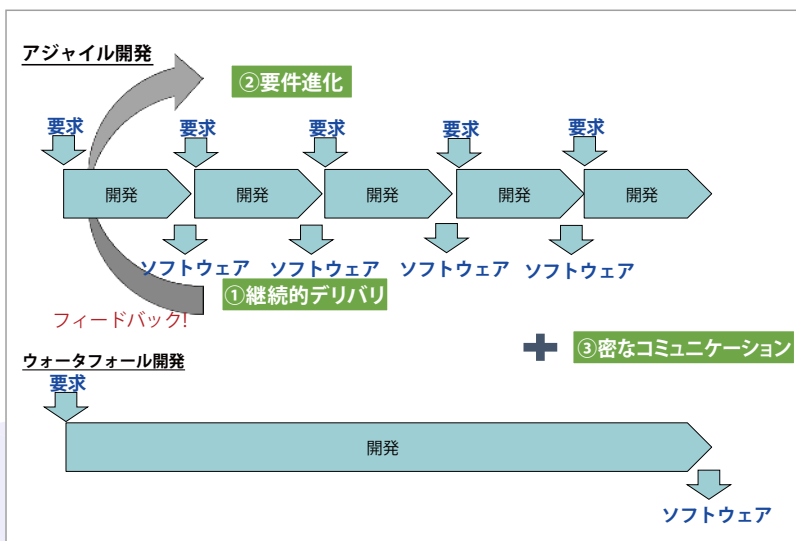 アジャイル開発
②要件進化
要求 要求 要求 要求 要求
開発 開発 開発 開発 開発
ソフトウェア ソフトウェア ソフトウェア ソフトウェア
①継続的デリバリ
フィードバック!
③密なコミュニケーション
ウォータフォール開発
要求
開発
ソフトウェア